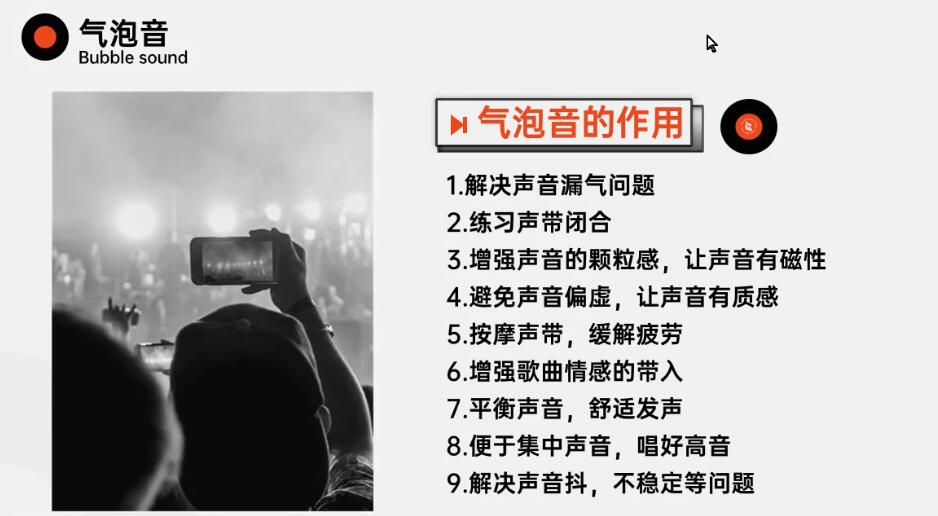 气泡音
Bubble sound
气泡音的作用
1.解决声音漏气问题
2.练习声带闭合
3.增强声音的颗粒感，让声音有磁性
4.避免声音偏虚，让声音有质感
5.按摩声带，缓解疲劳
6.增强歌曲情感的带入
7.平衡声音，舒适发声
8.便于集中声音，唱好高音
9.解决声音抖，不稳定等问题